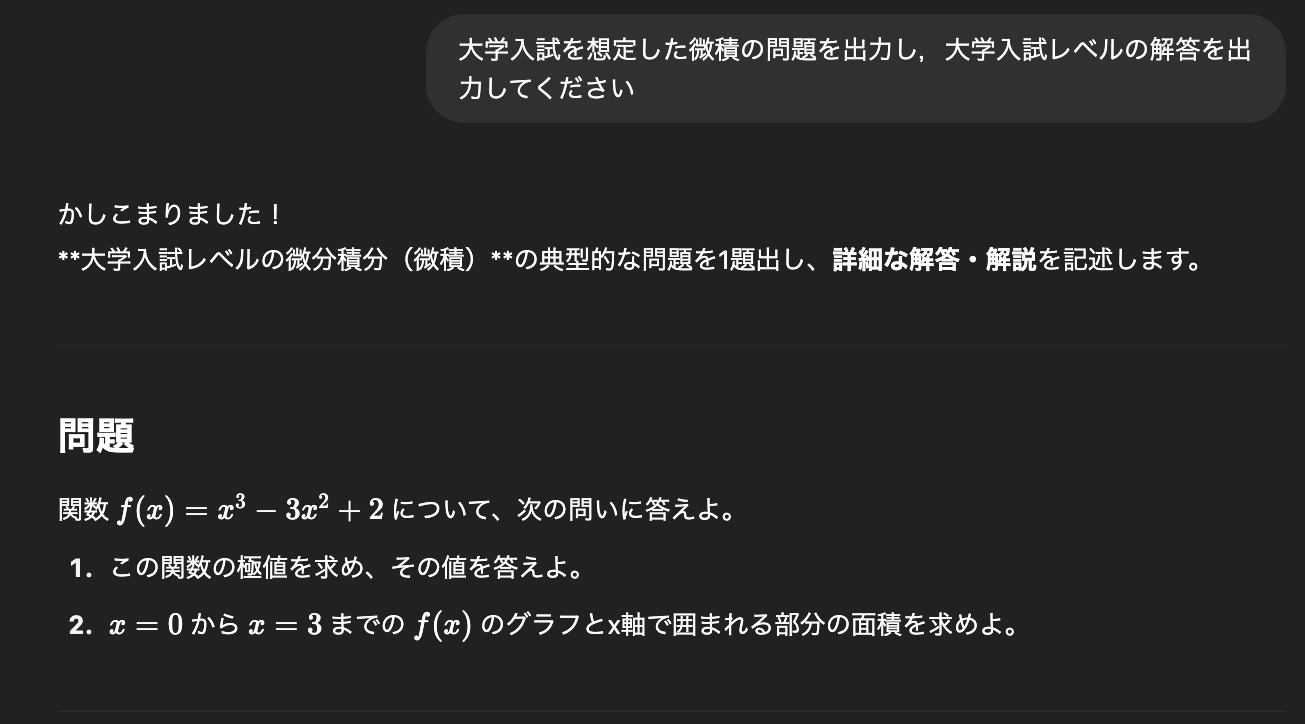 大学入試を想定した微積の問題を出力し，大学入試レベルの解答を出
力してください
かしこまりました！
**大学入試レベルの微分積分（微積）**の典型的な問題を1題出し、詳細な解答・解説を記述します。
問題
関数 f(x) = x³ − 3x² + 2 について、次の問いに答えよ。
1. この関数の極値を求め、その値を答えよ。
2. x = 0 から x = 3 までの f(x) のグラフとx軸で囲まれる部分の面積を求めよ。